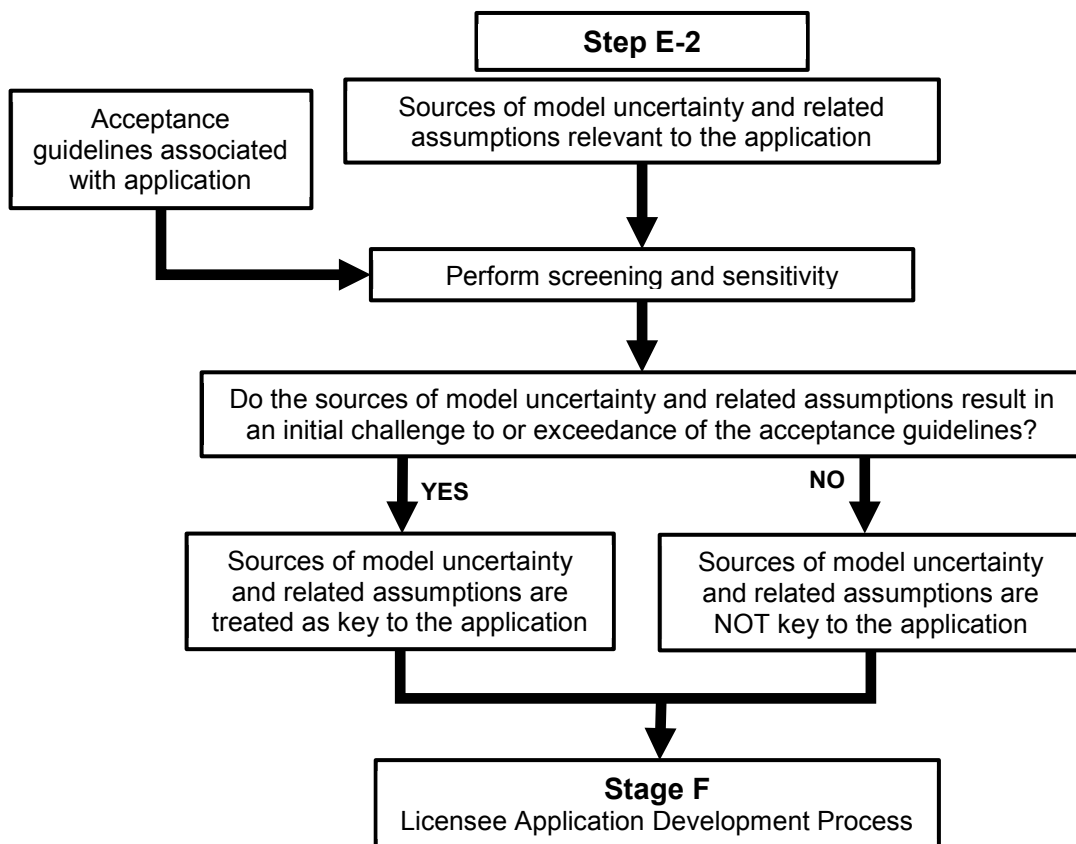 Step E-2
Sources of model uncertainty and related
assumptions relevant to the application
Acceptance
guidelines associated
with application
Perform screening and sensitivity
Do the sources of model uncertainty and related assumptions result in
an initial challenge to or exceedance of the acceptance guidelines?
YES
NO
Sources of model uncertainty
and related assumptions are
treated as key to the application
Sources of model uncertainty
and related assumptions are
NOT key to the application
Stage F
Licensee Application Development Process